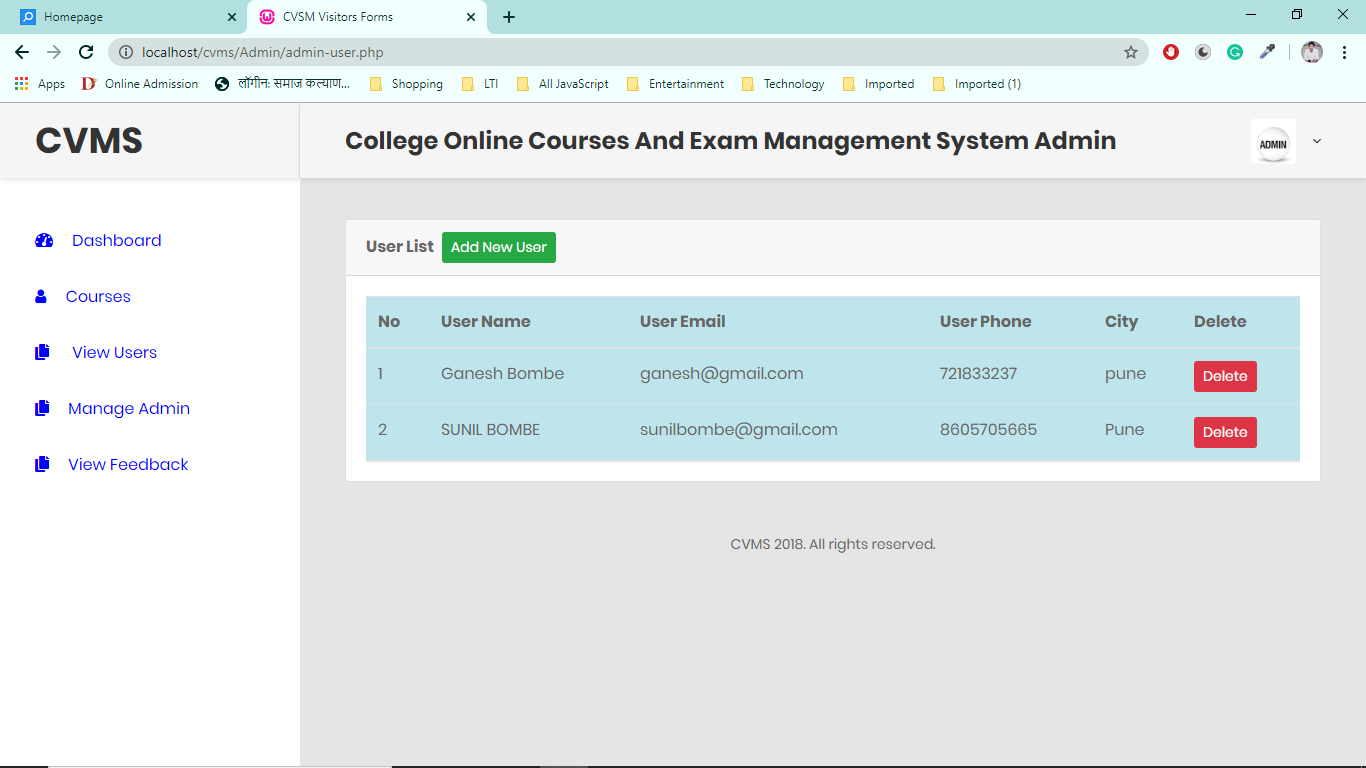 Homepage
CVSM Visitors Forms
localhost/cvms/Admin/admin-user.php
Apps Online Admission लॉगीन: समाज कल्याण... Shopping LTI All JavaScript Entertainment Technology Imported Imported (1)
CVMS
College Online Courses And Exam Management System Admin
ADMIN
Dashboard
Courses
View Users
Manage Admin
View Feedback
User List Add New User
No User Name User Email User Phone City Delete
1 Ganesh Bombe ganesh@gmail.com 721833237 pune Delete
2 SUNIL BOMBE sunilbombe@gmail.com 8605705665 Pune Delete
CVMS 2018. All rights reserved.